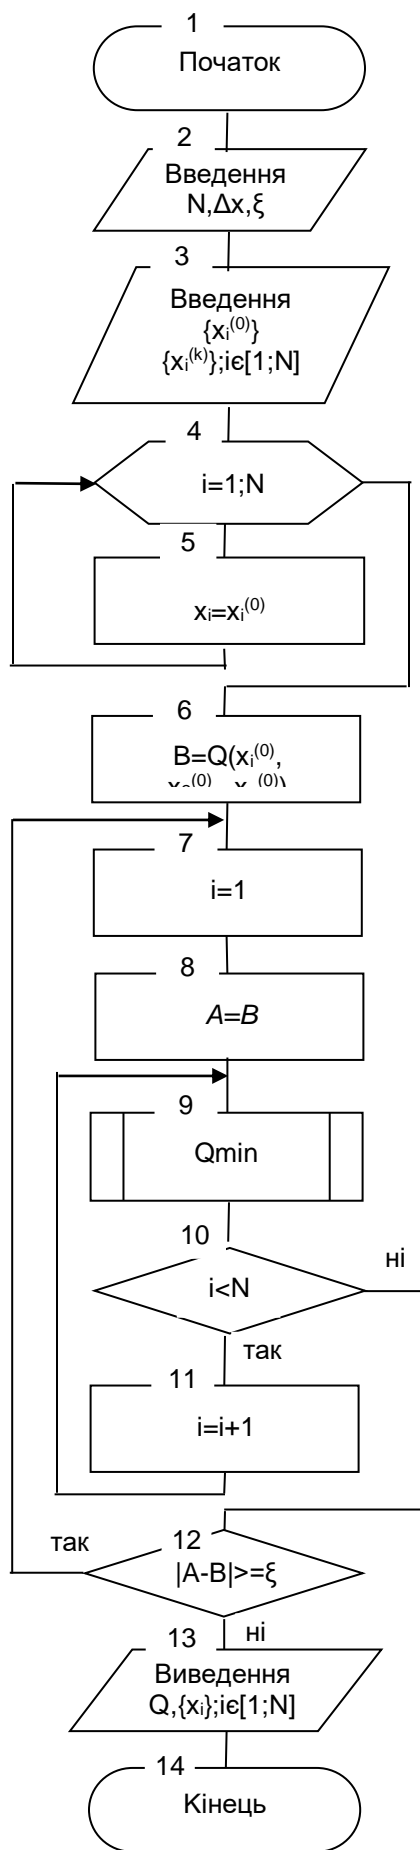 1
Початок
2
Введення
N,Δx,ξ
3
Введення
{xᵢ⁽⁰⁾}
{xᵢ⁽ᵏ⁾};iє[1;N]
4
i=1;N
5
xᵢ=xᵢ⁽⁰⁾
6
B=Q(xᵢ⁽⁰⁾,
7
i=1
8
A=B
9
Qmin
10
ні
i<N
так
11
i=i+1
так
12
|A-B|>=ξ
ні
13
Виведення
Q,{xᵢ};iє[1;N]
14
Кінець